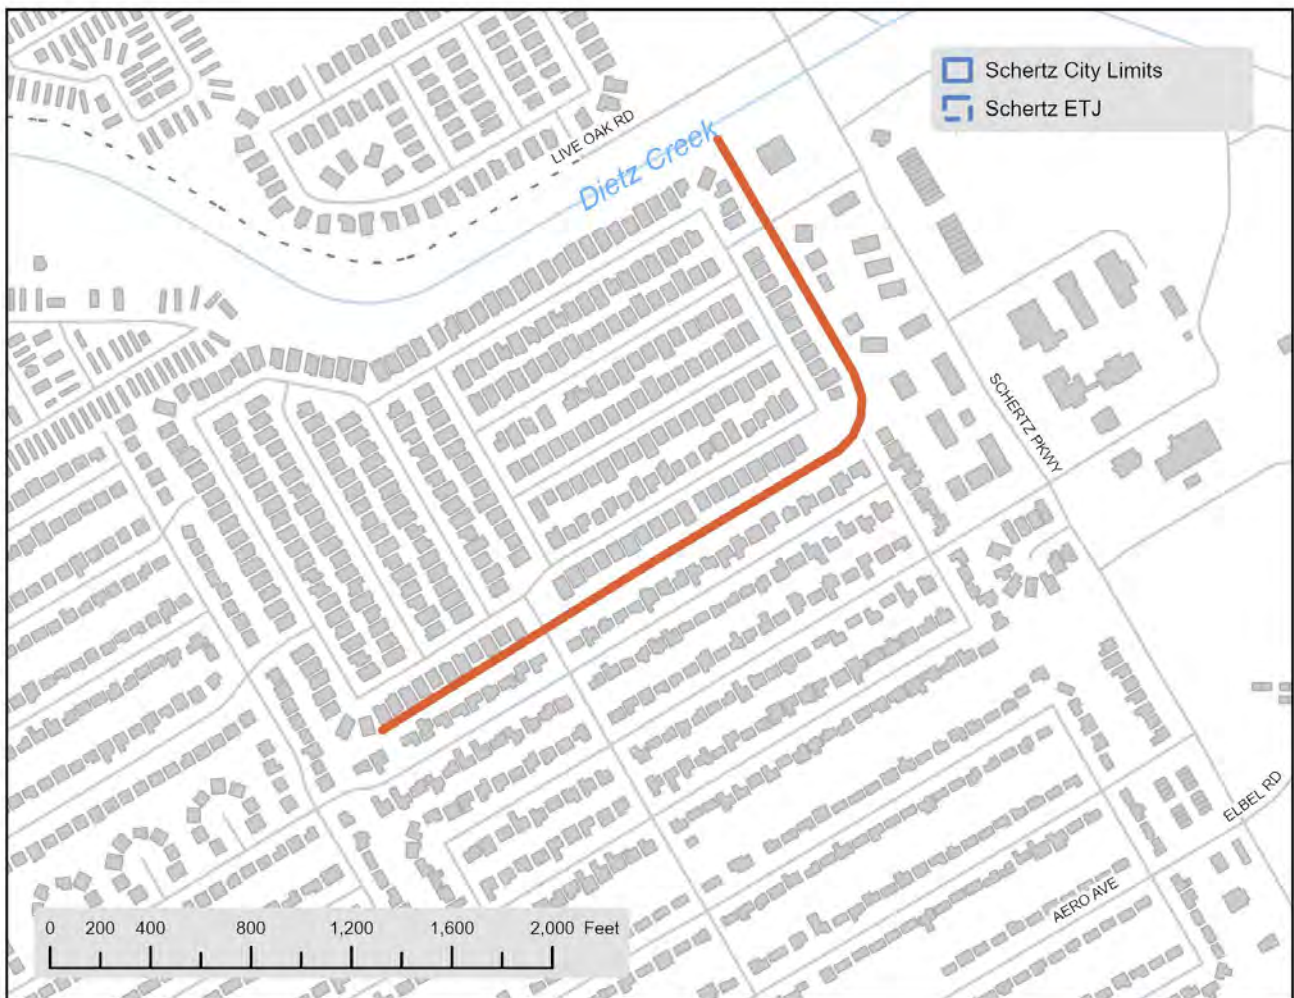 Schertz City Limits
Schertz ETJ
LIVE OAK RD
Dietz Creek
SCHERTZ PKWY
ELBEL RD
AERO AVE
0 200 400 800 1,200 1,600 2,000 Feet